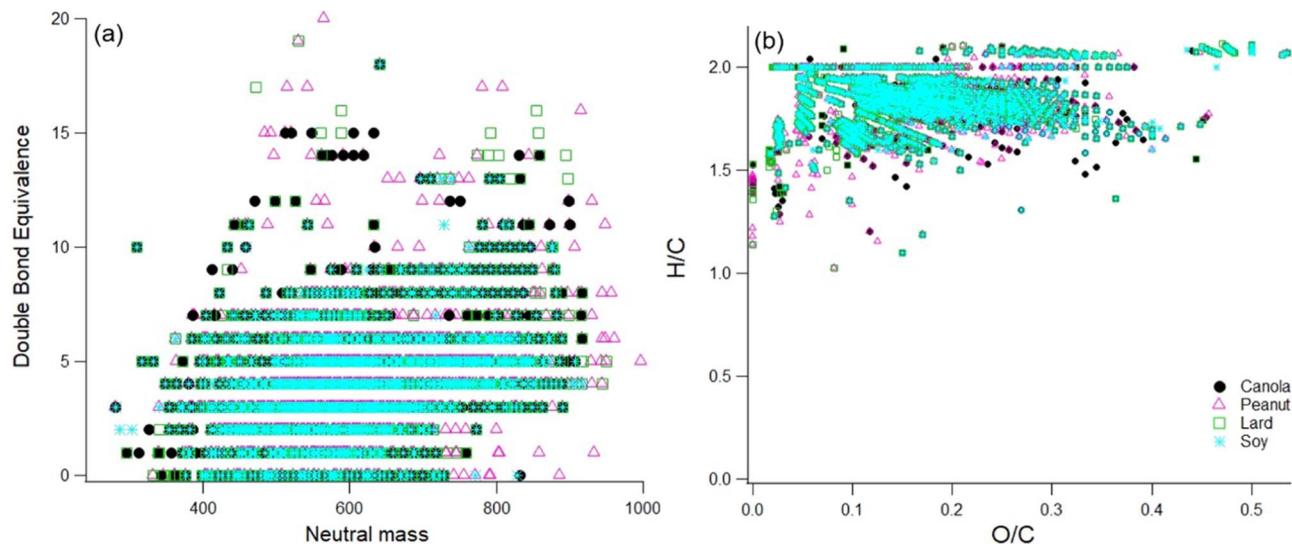 (a)
20
15
10
5
0
Double Bond Equivalence
400 600 800 1000
Neutral mass
(b)
2.0
1.5
1.0
0.5
0.0
H/C
0.0 0.1 0.2 0.3 0.4 0.5
O/C
Canola
Peanut
Lard
Soy